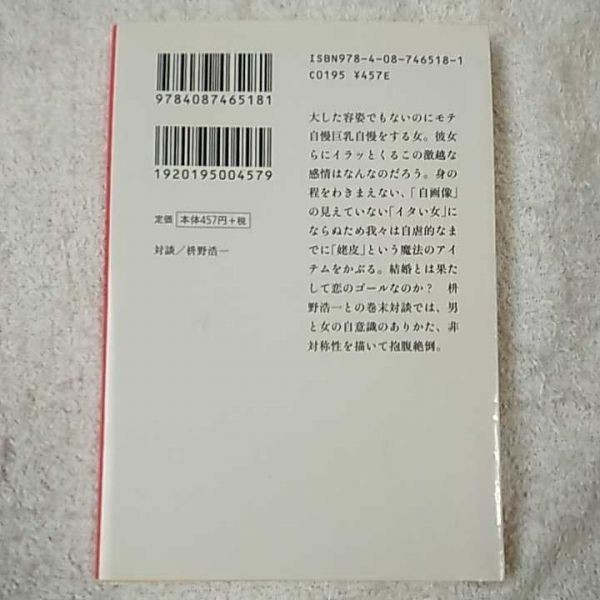 ISBN978-4-08-746518-1
C0195 ¥457E
9784087465181
1920195004579
定価 本体457円+税
対談/枡野浩一
大した容姿でもないのにモテ
自慢巨乳自慢をする女。彼女
らにイラッとくるこの激越な
感情はなんなのだろう。身の
程をわきまえない、「自画像」
の見えていない「イタい女」に
ならぬため我々は自虐的なま
でに「姥皮」という魔法のアイ
テムをかぶる。結婚とは果た
して恋のゴールなのか? 枡
野浩一との巻末対談では、男
と女の自意識のありかた、非
対称性を描いて抱腹絶倒。